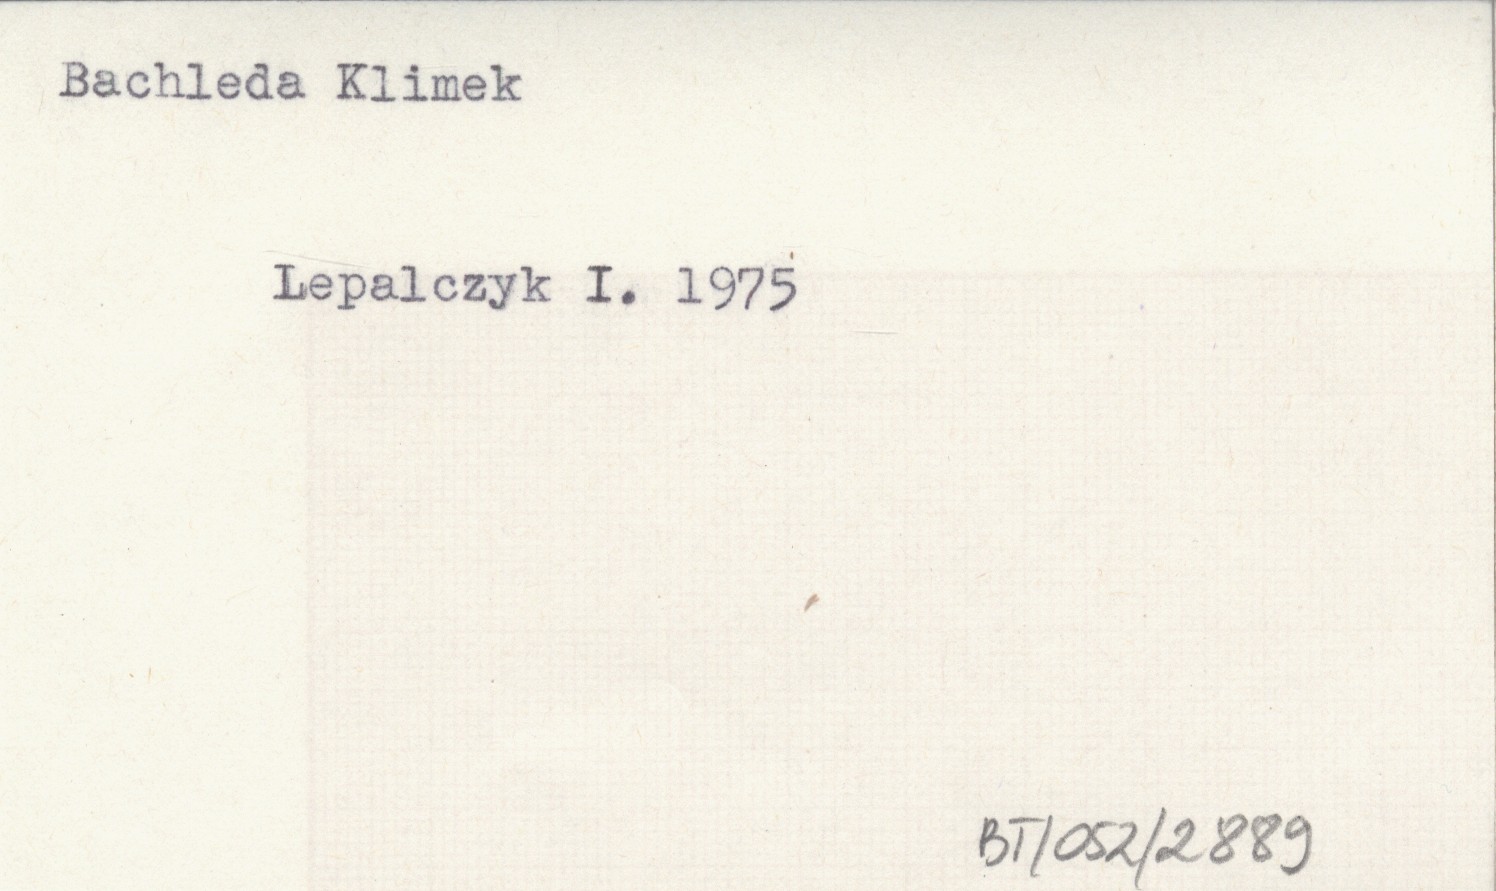 Bachleda Klimek
Lepalczyk I. 1975
BT/052/2889